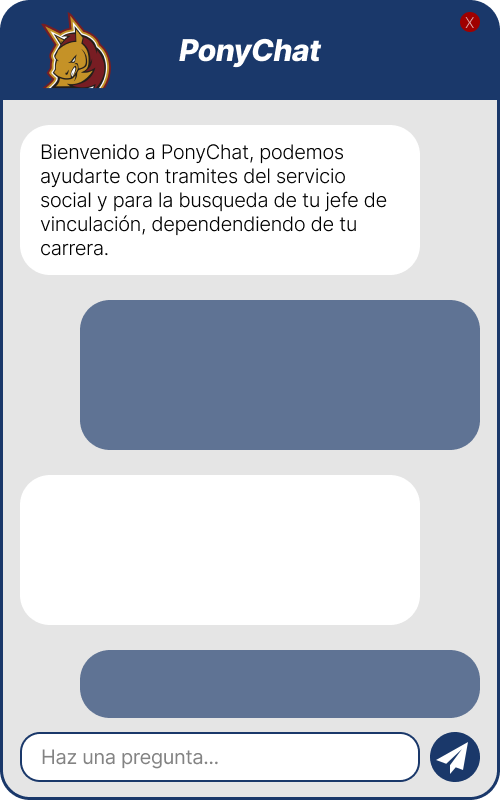 X
PonyChat
Bienvenido a PonyChat, podemos
ayudarte con tramites del servicio
social y para la busqueda de tu jefe de
vinculación, dependendiendo de tu
carrera.
Haz una pregunta...